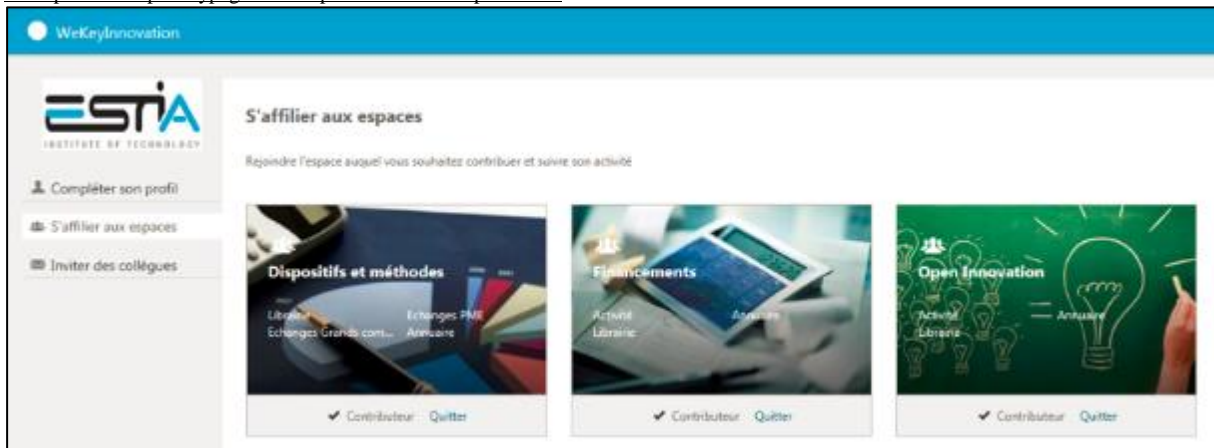 WeKeyInnovation
ESTIA
INSTITUTE OF TECHNOLOGY
Compléter son profil
S'affilier aux espaces
Inviter des collègues
S'affilier aux espaces
Rejoindre l'espace auquel vous souhaitez contribuer et suivre son activité
Dispositifs et méthodes
Librairie Echanges PME
Echanges Grands com... Annuaire
✔ Contributeur Quitter
Financements
Activité Annuaire
Librairie
✔ Contributeur Quitter
Open Innovation
Activité Annuaire
Librairie
✔ Contributeur Quitter